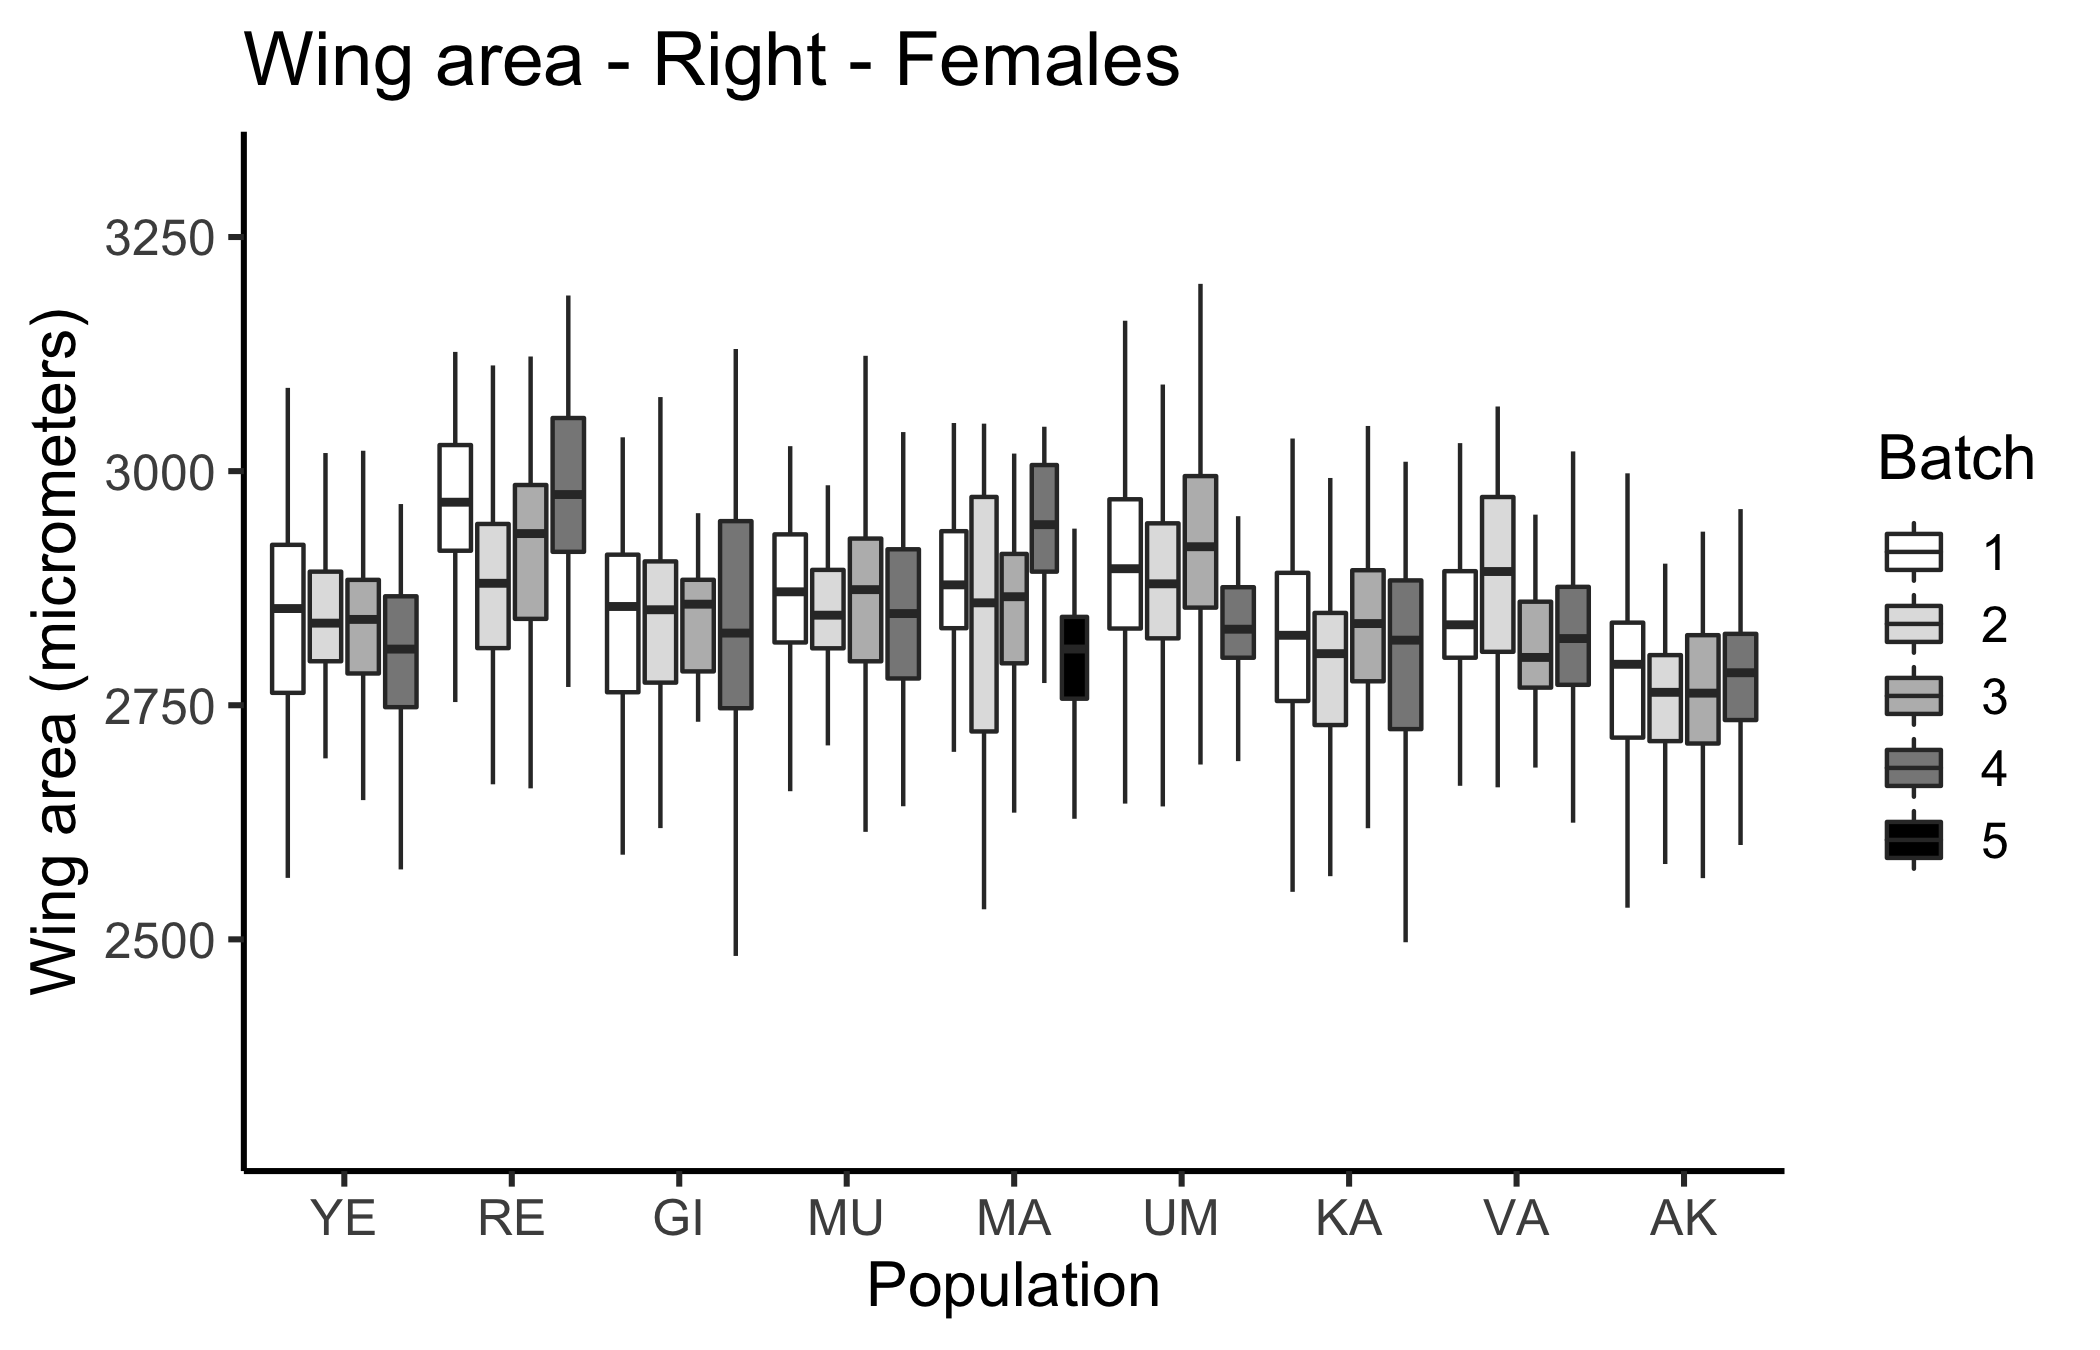 Wing area - Right - Females
Wing area (micrometers)
3250
3000
2750
2500
YE RE GI MU MA UM KA VA AK
Population
Batch
1
2
3
4
5